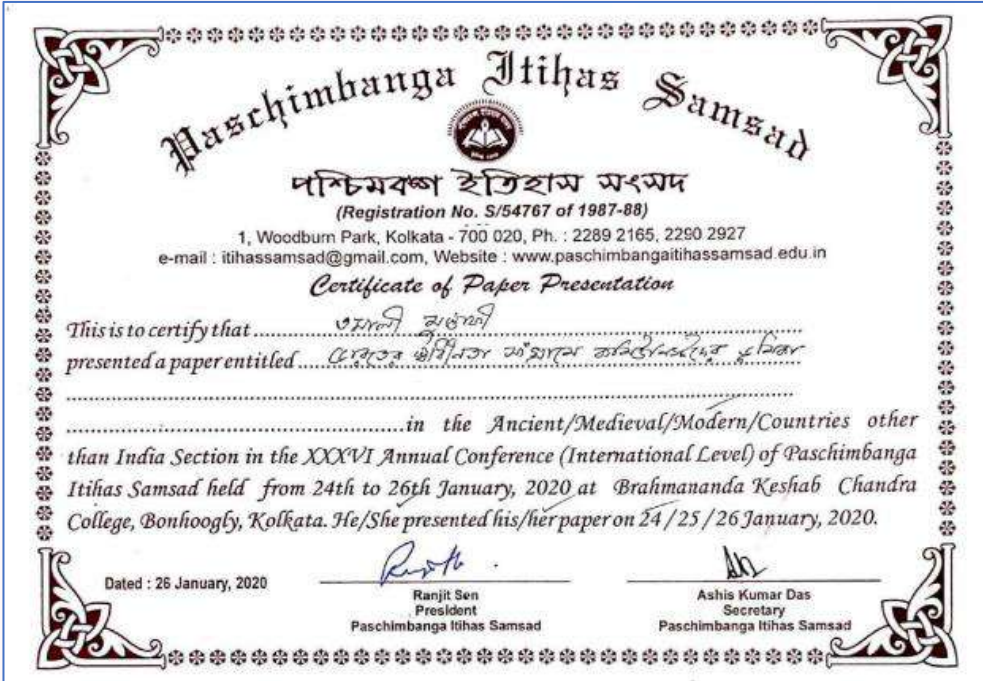 Paschimbanga Itihas Samsad
পশ্চিমবঙ্গ ইতিহাস সংসদ
(Registration No. S/54767 of 1987-88)
1, Woodburn Park, Kolkata - 700 020, Ph. : 2289 2165, 2290 2927
e-mail : itihassamsad@gmail.com, Website : www.paschimbangaitihassamsad.edu.in
Certificate of Paper Presentation
This is to certify that
presented a paper entitled ভারতের স্বাধীনতা সংগ্রামে কমিউনিস্টদের ভূমিকা
in the Ancient/Medieval/Modern/Countries other
than India Section in the XXXVI Annual Conference (International Level) of Paschimbanga
Itihas Samsad held from 24th to 26th January, 2020 at Brahmananda Keshab Chandra
College, Bonhoogly, Kolkata. He/She presented his/her paper on 24/25/26 January, 2020.
Dated : 26 January, 2020
Ranjit Sen
President
Paschimbanga Itihas Samsad
Ashis Kumar Das
Secretary
Paschimbanga Itihas Samsad